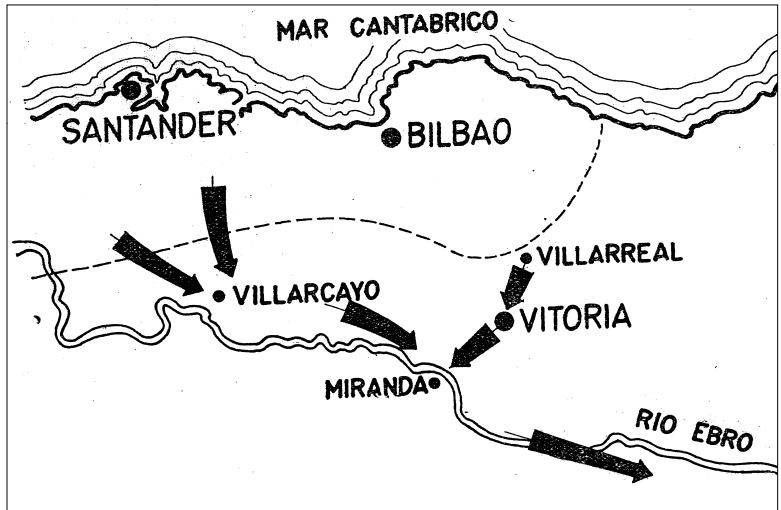 MAR CANTABRICO
SANTANDER
BILBAO
VILLARREAL
VILLARCAYO
VITORIA
MIRANDA
RIO EBRO